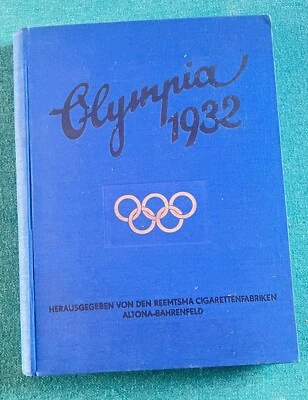 Olympia
1932
HERAUSGEGEBEN VON DEN REEMTSMA CIGARETTENFABRIKEN
ALTONA-BAHRENFELD